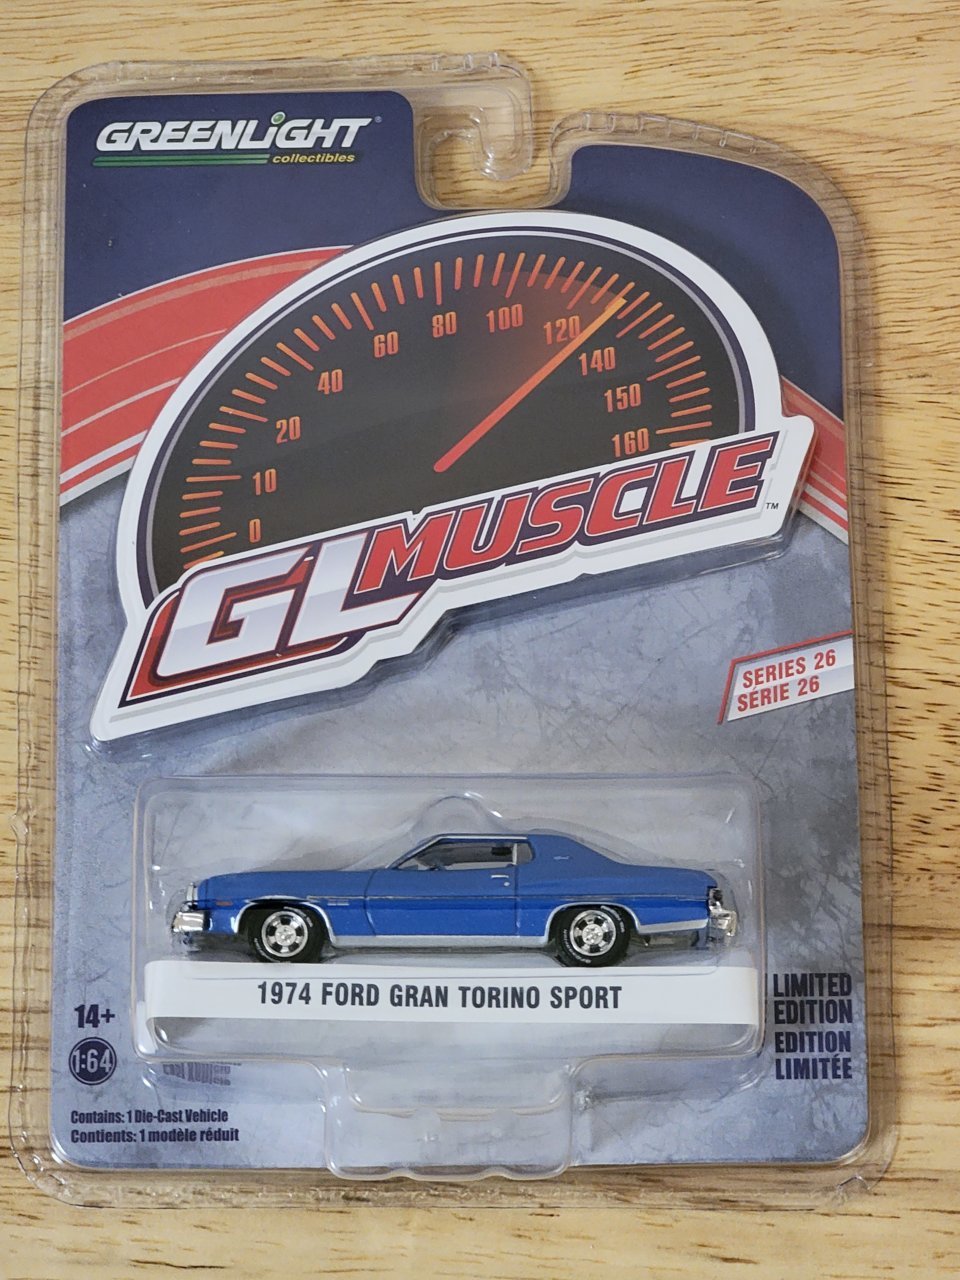 GREENLiGHT®
collectibles
0
10
20
40
60
80
100
120
140
150
160
GL MUSCLE™
SERIES 26
SÉRIE 26
1974 FORD GRAN TORINO SPORT
14+
1:64
LIMITED
EDITION
EDITION
LIMITÉE
Contains: 1 Die-Cast Vehicle
Contients: 1 modèle réduit